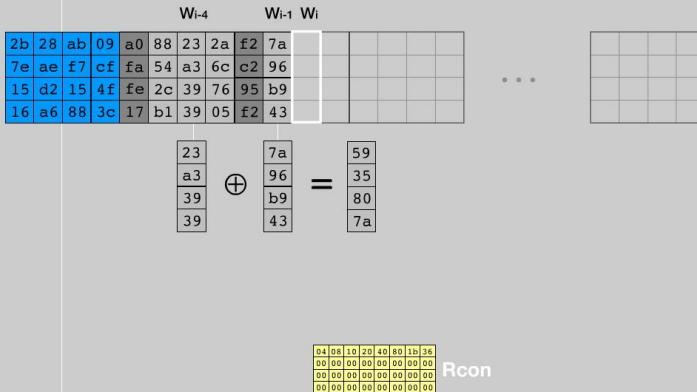 Wi-4 Wi-1 Wi
2b 28 ab 09 a0 88 23 2a f2 7a
7e ae f7 cf fa 54 a3 6c c2 96
15 d2 15 4f fe 2c 39 76 95 b9
16 a6 88 3c 17 b1 39 05 f2 43
...
23 7a 59
a3 ⊕ 96 = 35
39 b9 80
39 43 7a
04 08 10 20 40 80 1b 36
00 00 00 00 00 00 00 00
00 00 00 00 00 00 00 00 Rcon
00 00 00 00 00 00 00 00